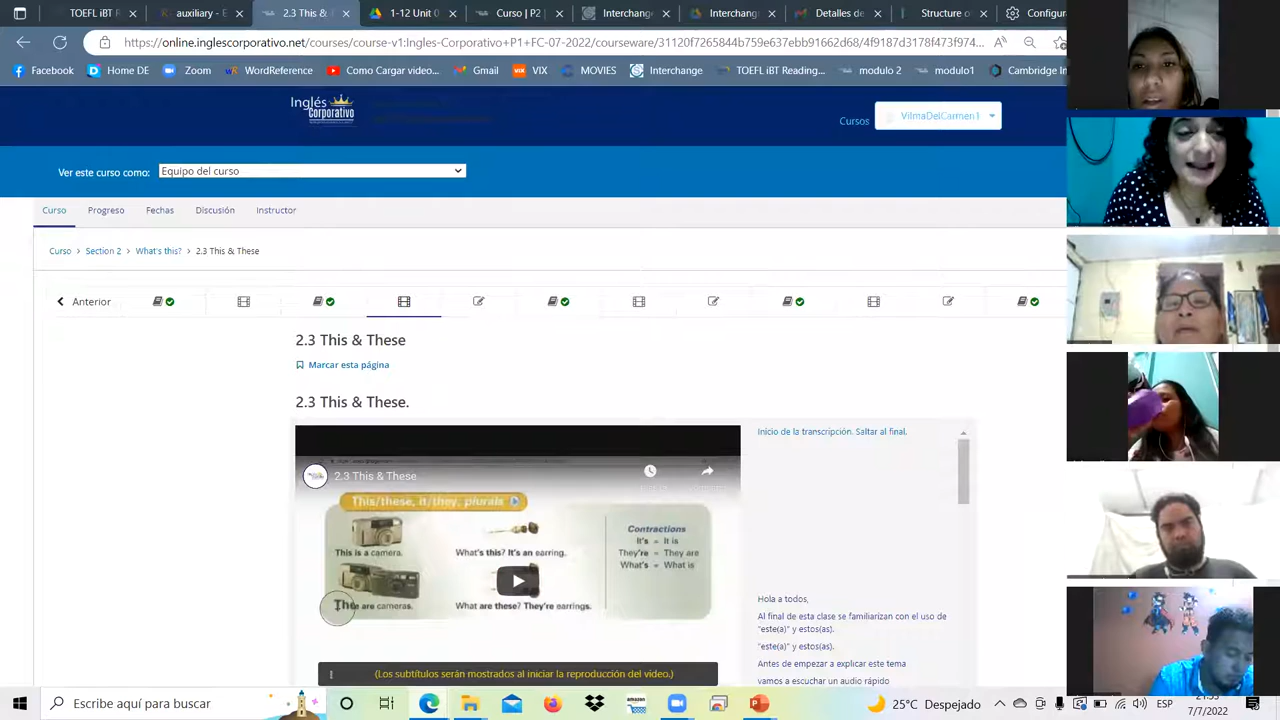 TOEFL iBT F
auxiliar - E
2.3 This & These
1-12 Unit 0
Curso | P2
Interchange
Interchang
Detalles de
Structure o
Configur
https://online.inglescorporativo.net/courses/course-v1:Ingles-Corporativo+P1+FC-07-2022/courseware/31120f7265844b759e637ebb91662d68/4f9187d3178f473f974...
Facebook
Home DE
Zoom
WordReference
Como Cargar video...
Gmail
VIX
MOVIES
Interchange
TOEFL iBT Reading...
modulo 2
modulo1
Cambridge In
Inglés
Corporativo
Cursos
VilmaDelCarmen1
Ver este curso como:
Equipo del curso
Curso
Progreso
Fechas
Discusión
Instructor
Curso > Section 2 > What's this? > 2.3 This & These
Anterior
2.3 This & These
Marcar esta página
2.3 This & These.
2.3 This & These
This/these, it/they, plurals
This is a camera.
What's this? It's an earring.
are cameras.
What are these? They're earrings.
Contractions
It's = It is
They're = They are
What's = What is
(Los subtítulos serán mostrados al iniciar la reproducción del video.)
Inicio de la transcripción. Saltar al final.
Hola a todos,
Al final de esta clase se familiarizan con el uso de
"este(a)" y estos(as).
"este(a)" y estos(as).
Antes de empezar a explicar este tema
vamos a escuchar un audio rápido
Escribe aquí para buscar
25°C Despejado
ESP
7/7/2022